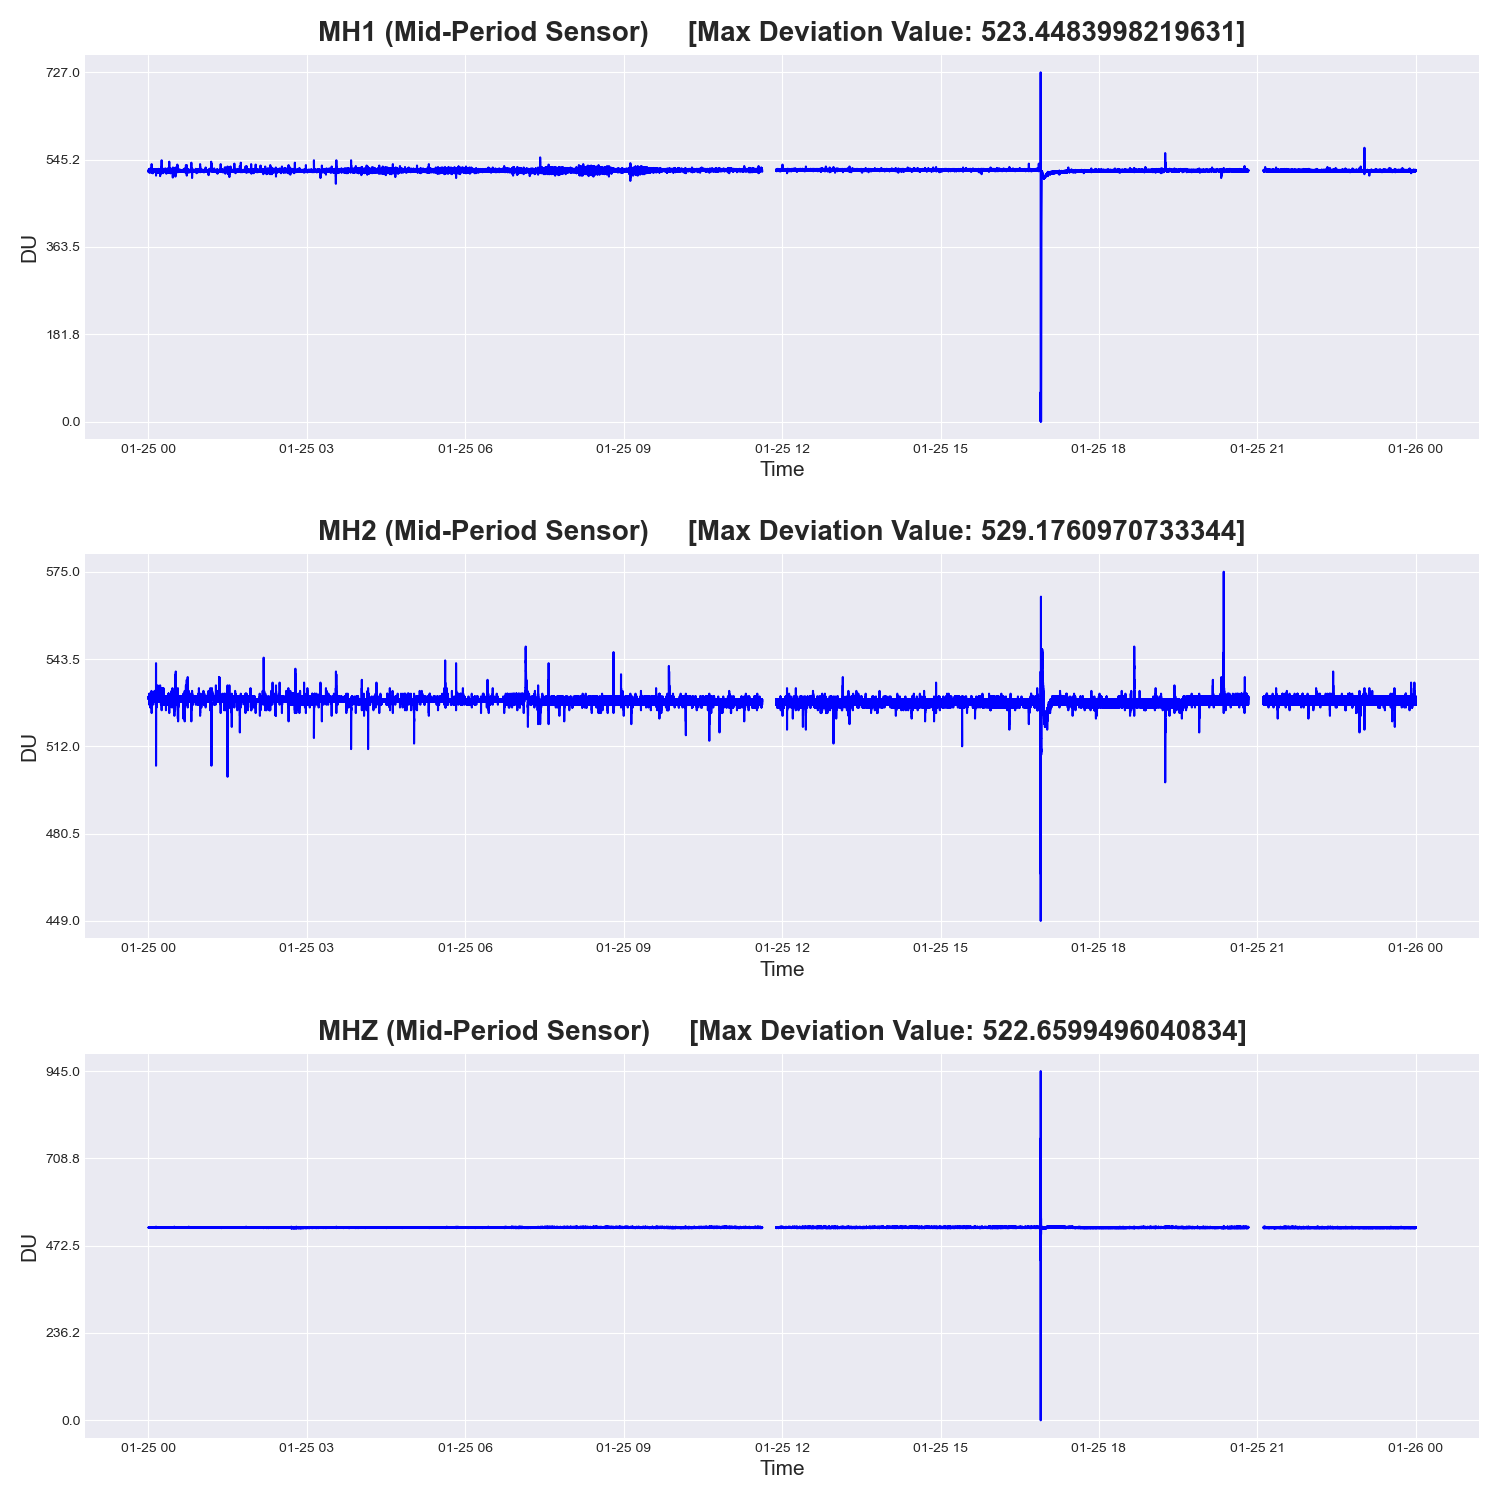 MH1 (Mid-Period Sensor) [Max Deviation Value: 523.4483998219631]
727.0
545.2
363.5
181.8
0.0
DU
01-25 00 01-25 03 01-25 06 01-25 09 01-25 12 01-25 15 01-25 18 01-25 21 01-26 00
Time
MH2 (Mid-Period Sensor) [Max Deviation Value: 529.1760970733344]
575.0
543.5
512.0
480.5
449.0
DU
01-25 00 01-25 03 01-25 06 01-25 09 01-25 12 01-25 15 01-25 18 01-25 21 01-26 00
Time
MHZ (Mid-Period Sensor) [Max Deviation Value: 522.6599496040834]
945.0
708.8
472.5
236.2
0.0
DU
01-25 00 01-25 03 01-25 06 01-25 09 01-25 12 01-25 15 01-25 18 01-25 21 01-26 00
Time